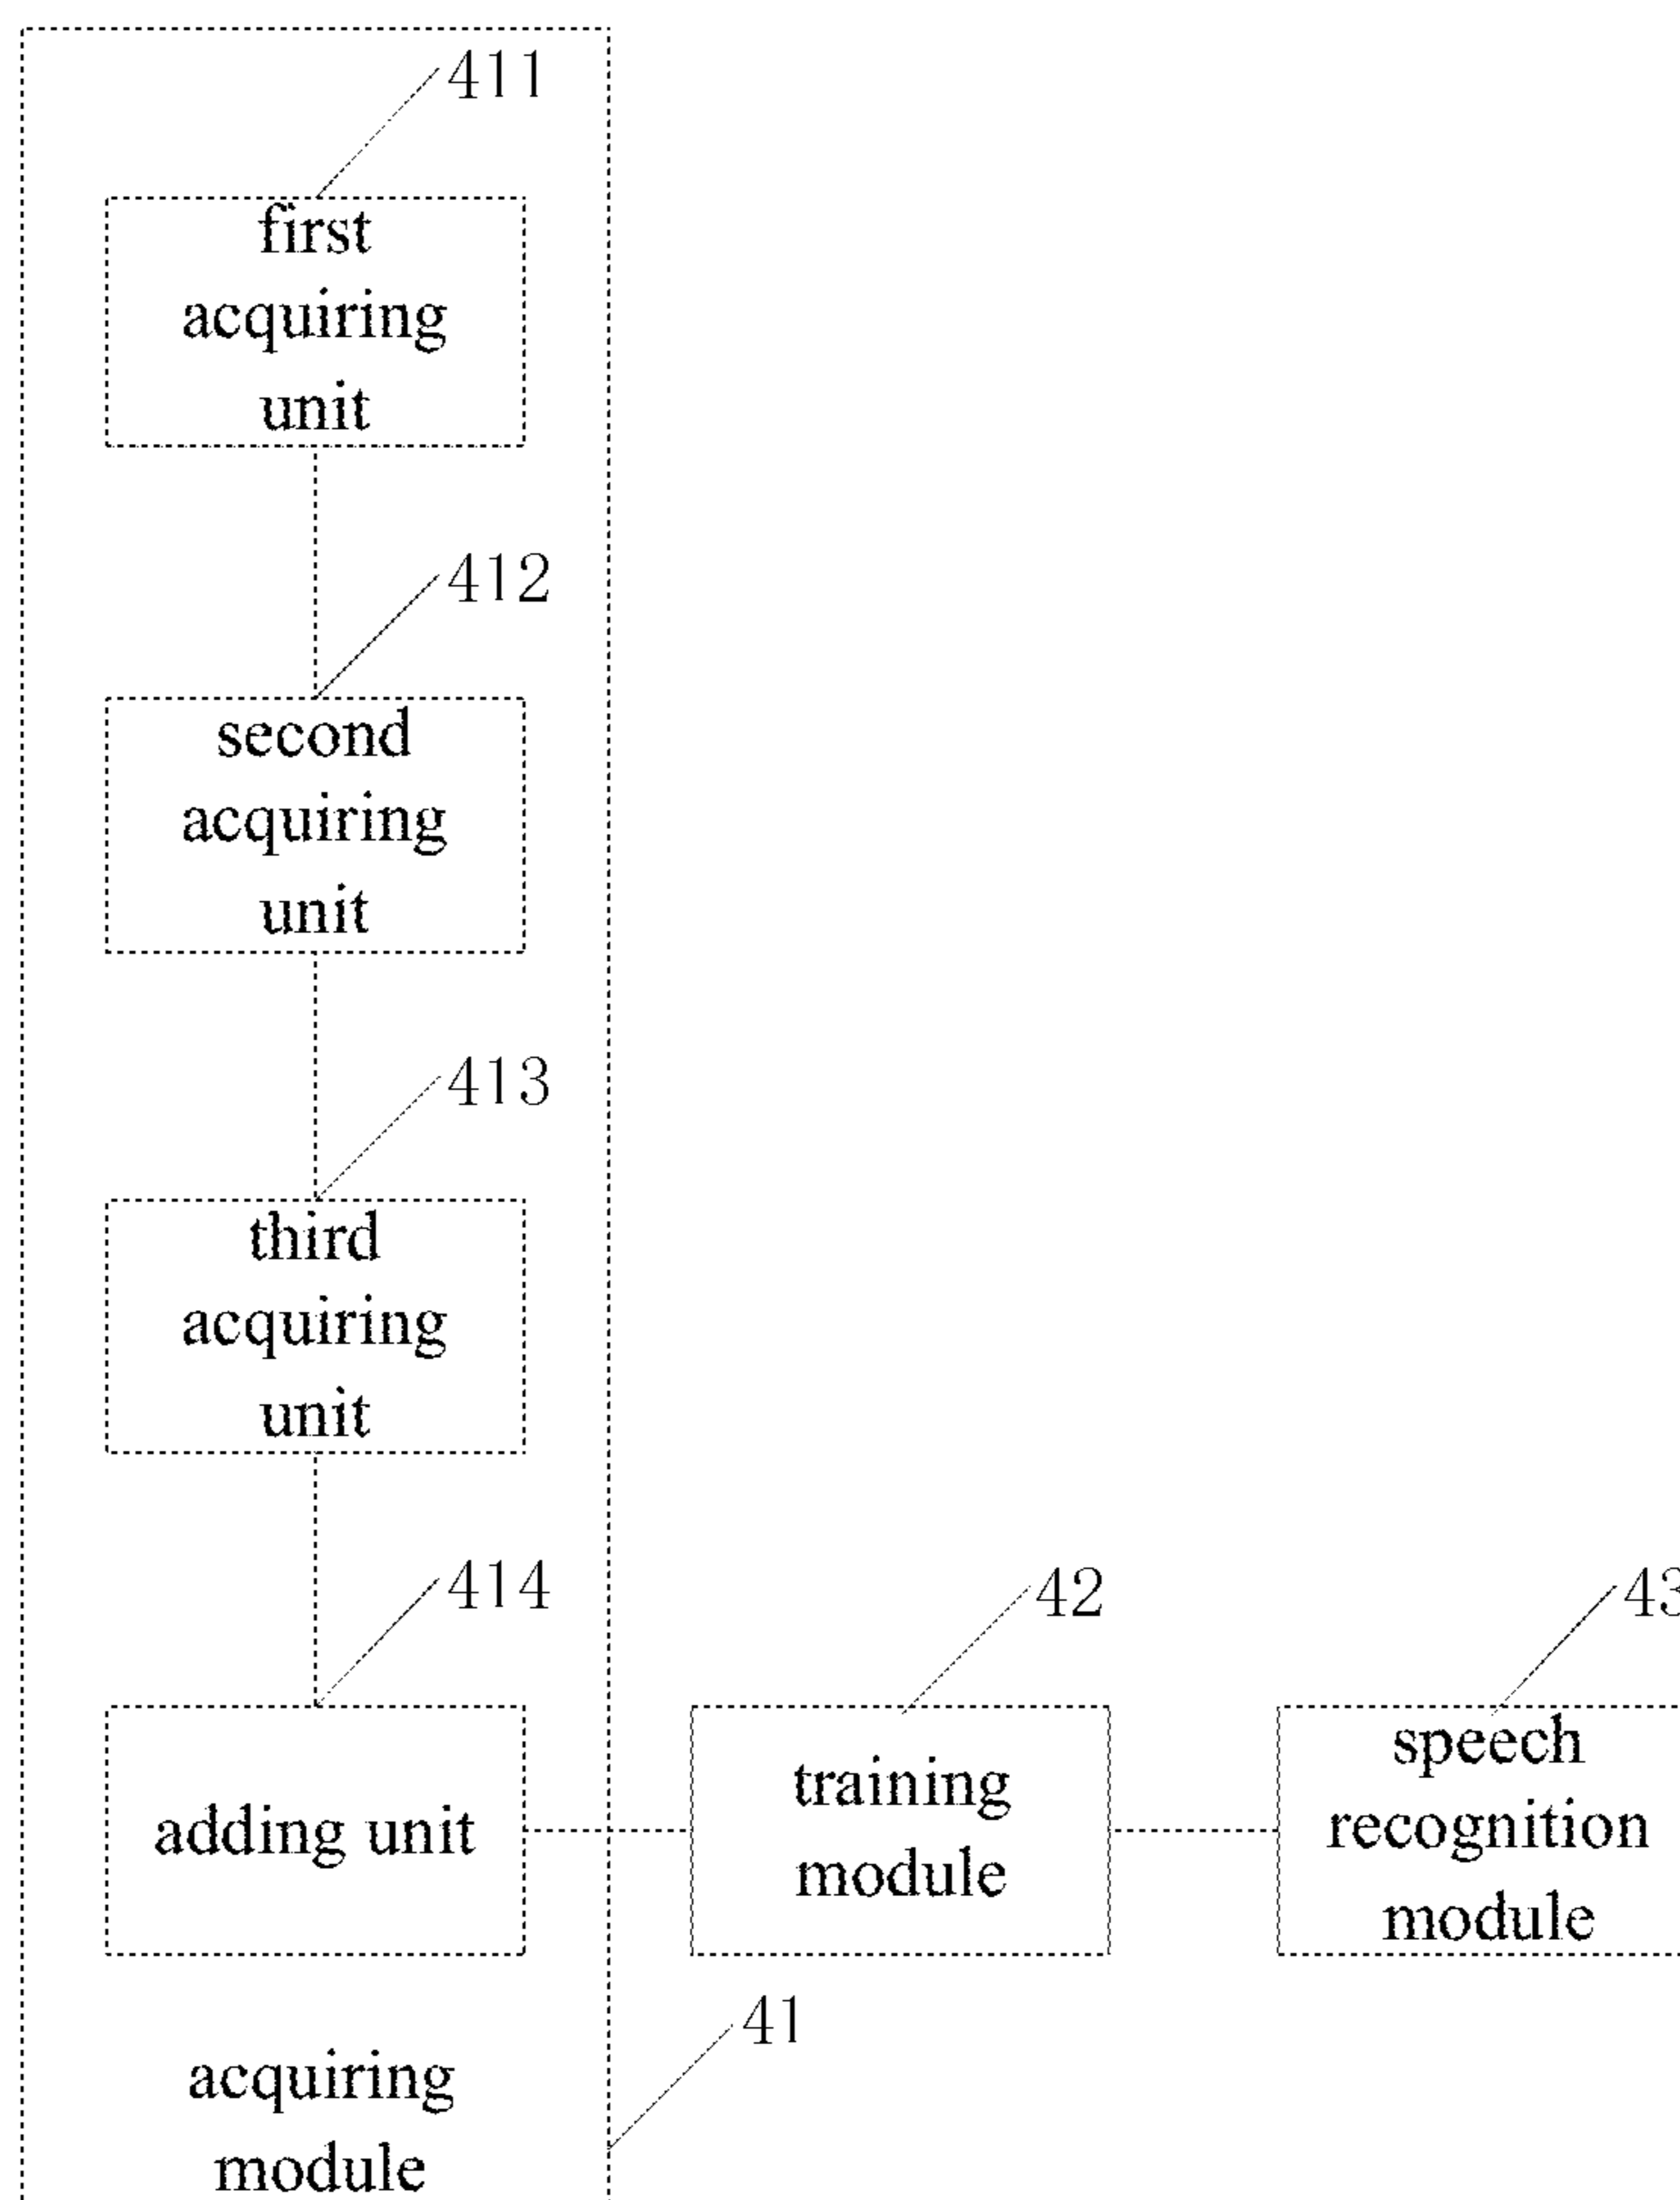 411
first
acquiring
unit
412
second
acquiring
unit
413
third
acquiring
unit
414
adding unit
42
training
module
43
speech
recognition
module
41
acquiring
module